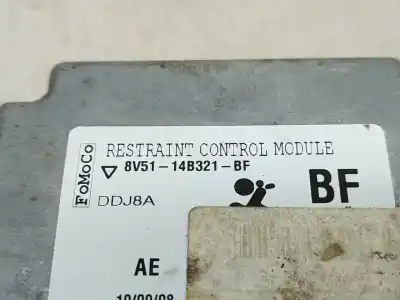 RESTRAINT CONTROL MODULE
8V51-14B321-BF
FoMoCo
DDJ8A
BF
AE